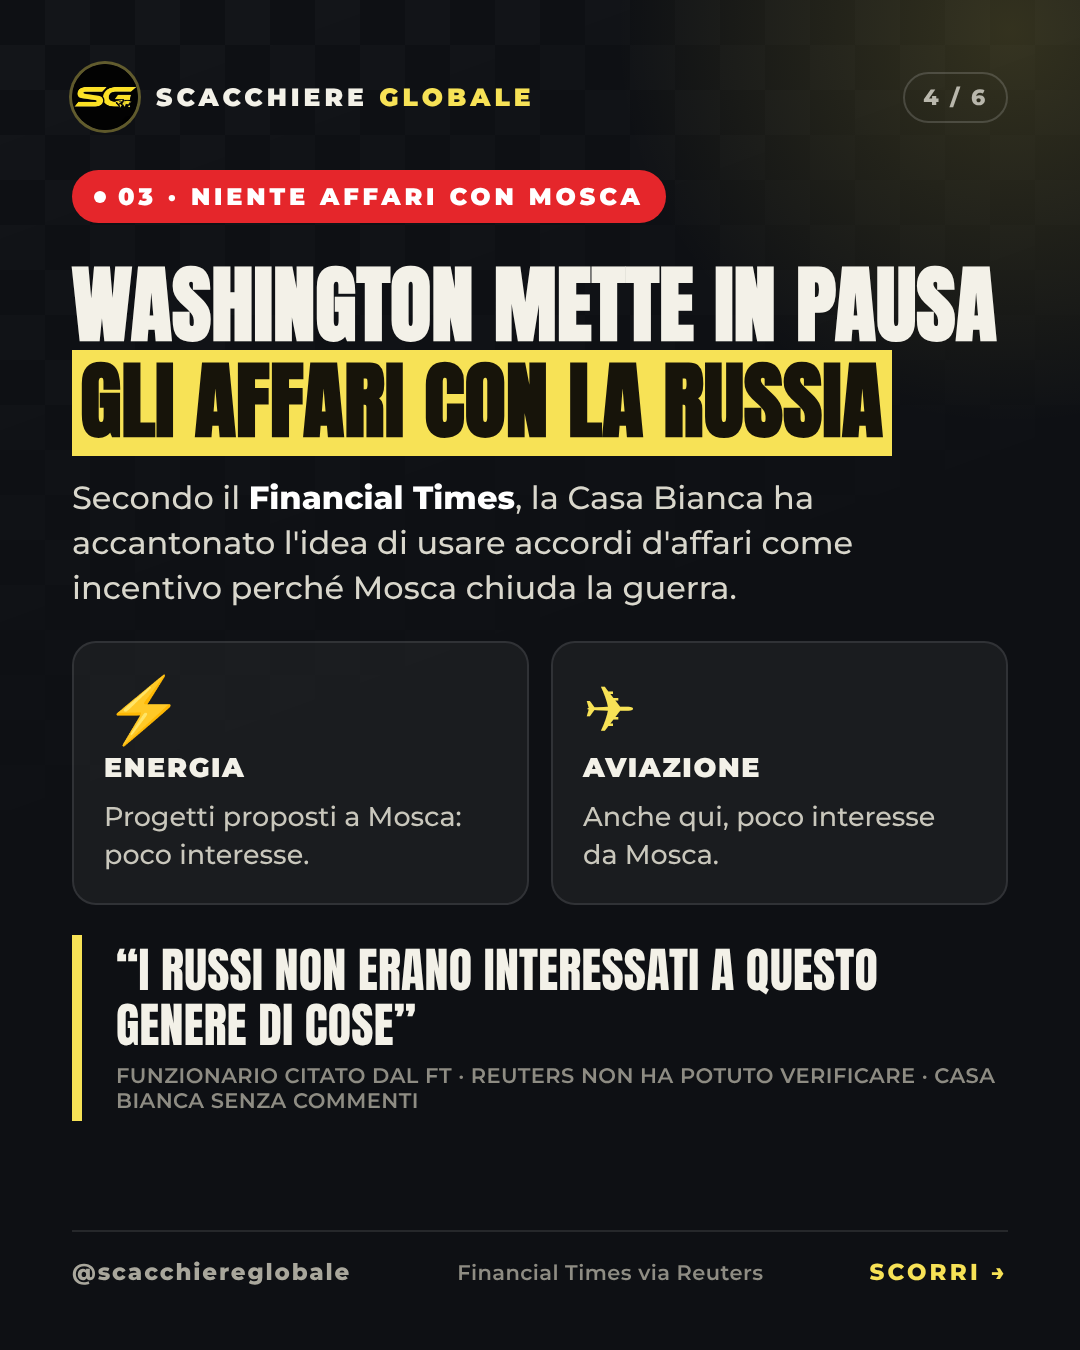 SG
SCACCHIERE GLOBALE
4 / 6
03 · NIENTE AFFARI CON MOSCA
WASHINGTON METTE IN PAUSA
GLI AFFARI CON LA RUSSIA
Secondo il Financial Times, la Casa Bianca ha
accantonato l'idea di usare accordi d'affari come
incentivo perché Mosca chiuda la guerra.
ENERGIA
Progetti proposti a Mosca:
poco interesse.
AVIAZIONE
Anche qui, poco interesse
da Mosca.
“I RUSSI NON ERANO INTERESSATI A QUESTO
GENERE DI COSE”
FUNZIONARIO CITATO DAL FT · REUTERS NON HA POTUTO VERIFICARE · CASA
BIANCA SENZA COMMENTI
@scacchiereglobale
Financial Times via Reuters
SCORRI →